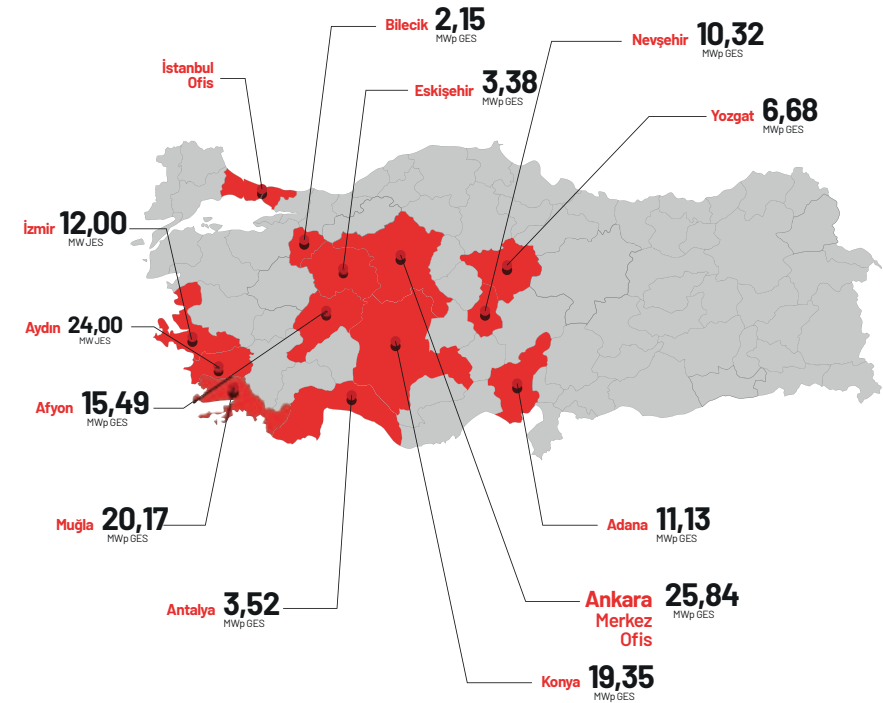 Bilecik 2,15
MWp GES
Nevşehir 10,32
MWp GES
İstanbul
Ofis
Eskişehir 3,38
MWp GES
Yozgat 6,68
MWp GES
İzmir 12,00
MW JES
Aydın 24,00
MW JES
Afyon 15,49
MWp GES
Muğla 20,17
MWp GES
Adana 11,13
MWp GES
Antalya 3,52
MWp GES
Ankara 25,84
MWp GES
Merkez
Ofis
Konya 19,35
MWp GES